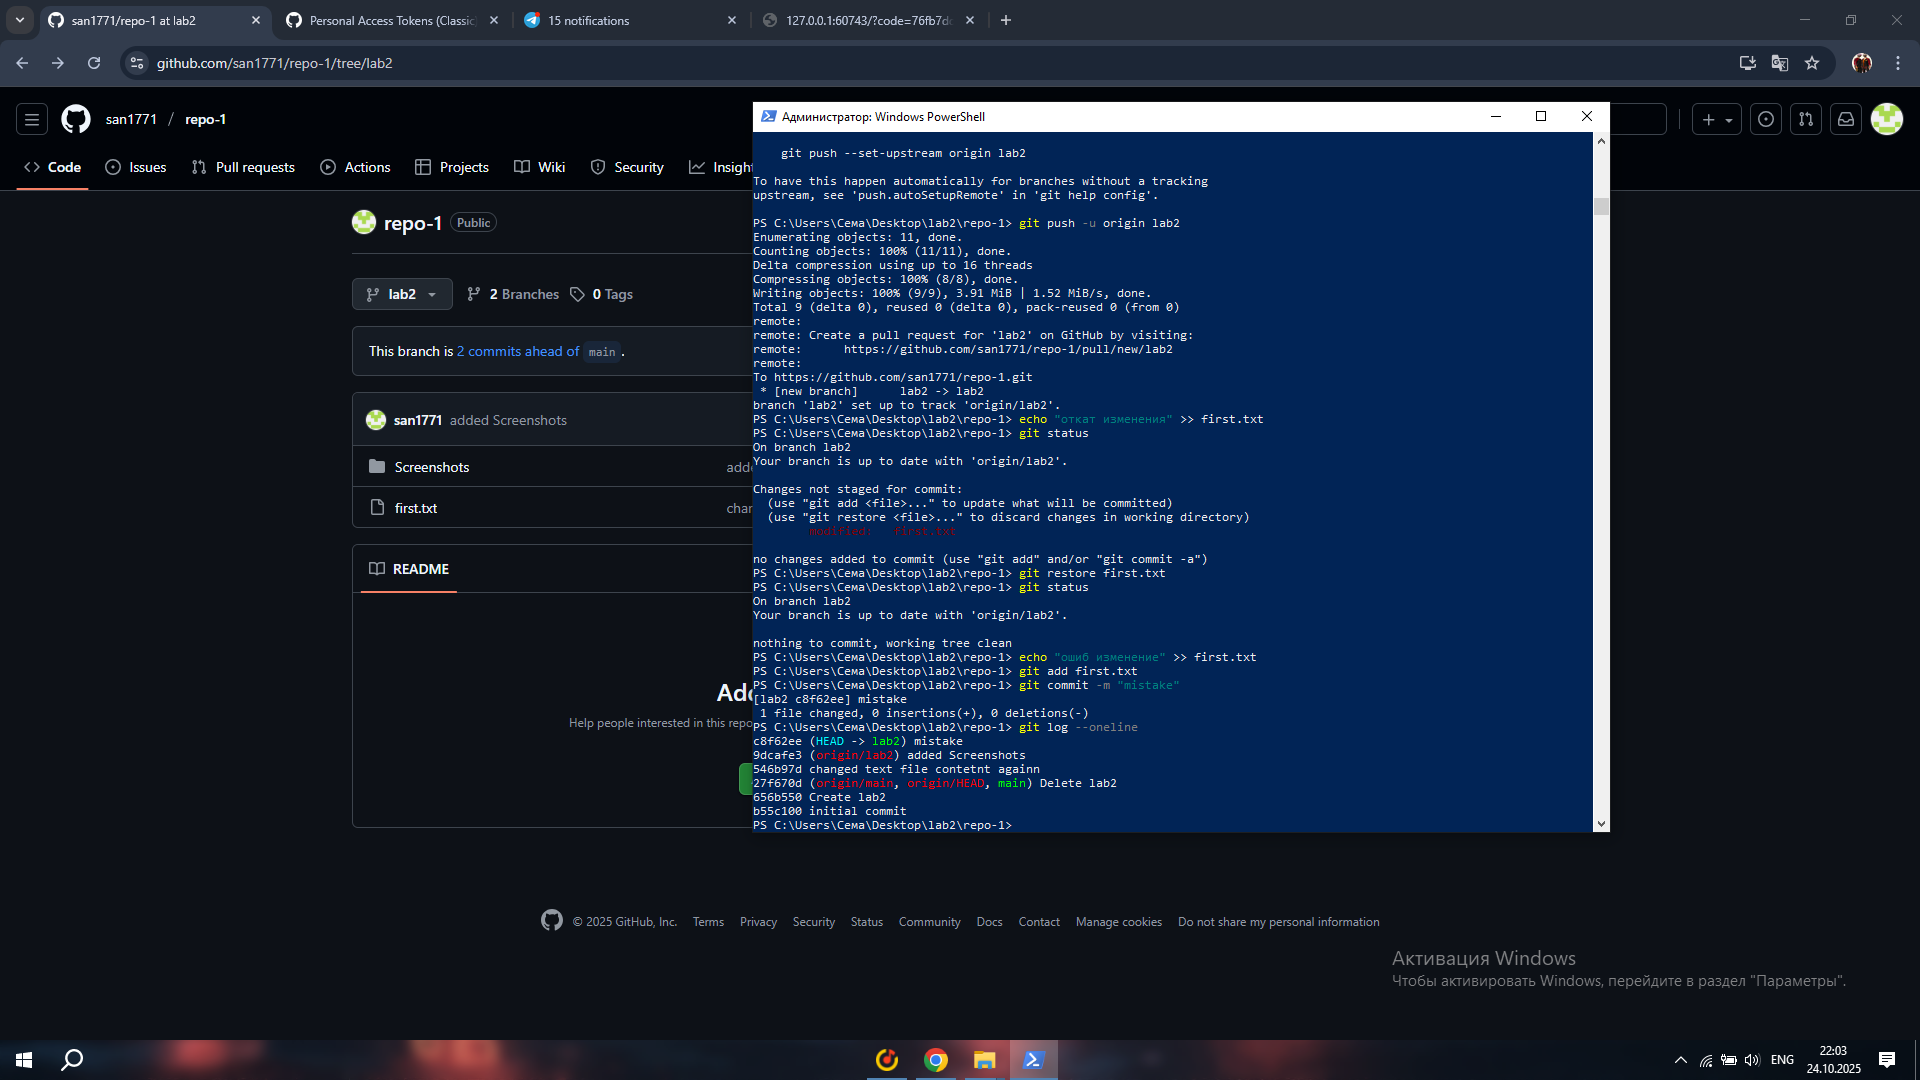 san1771/repo-1 at lab2
Personal Access Tokens (Classic
15 notifications
127.0.0.1:60743/?code=76fb7d
github.com/san1771/repo-1/tree/lab2
san1771 / repo-1
Code
Issues
Pull requests
Actions
Projects
Wiki
Security
Insigh
repo-1 Public
lab2
2 Branches
0 Tags
This branch is 2 commits ahead of main .
san1771 added Screenshots
Screenshots
adde
first.txt
chan
README
Adc
Help people interested in this repo
Администратор: Windows PowerShell
git push --set-upstream origin lab2
To have this happen automatically for branches without a tracking
upstream, see 'push.autoSetupRemote' in 'git help config'.
PS C:\Users\Сема\Desktop\lab2\repo-1> git push -u origin lab2
Enumerating objects: 11, done.
Counting objects: 100% (11/11), done.
Delta compression using up to 16 threads
Compressing objects: 100% (8/8), done.
Writing objects: 100% (9/9), 3.91 MiB | 1.52 MiB/s, done.
Total 9 (delta 0), reused 0 (delta 0), pack-reused 0 (from 0)
remote:
remote: Create a pull request for 'lab2' on GitHub by visiting:
remote:      https://github.com/san1771/repo-1/pull/new/lab2
remote:
To https://github.com/san1771/repo-1.git
 * [new branch]      lab2 -> lab2
branch 'lab2' set up to track 'origin/lab2'.
PS C:\Users\Сема\Desktop\lab2\repo-1> echo "откат изменения" >> first.txt
PS C:\Users\Сема\Desktop\lab2\repo-1> git status
On branch lab2
Your branch is up to date with 'origin/lab2'.
Changes not staged for commit:
  (use "git add <file>..." to update what will be committed)
  (use "git restore <file>..." to discard changes in working directory)
modified:   first.txt
no changes added to commit (use "git add" and/or "git commit -a")
PS C:\Users\Сема\Desktop\lab2\repo-1> git restore first.txt
PS C:\Users\Сема\Desktop\lab2\repo-1> git status
On branch lab2
Your branch is up to date with 'origin/lab2'.
nothing to commit, working tree clean
PS C:\Users\Сема\Desktop\lab2\repo-1> echo "ошиб изменение" >> first.txt
PS C:\Users\Сема\Desktop\lab2\repo-1> git add first.txt
PS C:\Users\Сема\Desktop\lab2\repo-1> git commit -m "mistake"
[lab2 c8f62ee] mistake
 1 file changed, 0 insertions(+), 0 deletions(-)
PS C:\Users\Сема\Desktop\lab2\repo-1> git log --oneline
c8f62ee (HEAD -> lab2) mistake
9dcafe3 (origin/lab2) added Screenshots
546b97d changed text file contetnt againn
27f670d (origin/main, origin/HEAD, main) Delete lab2
656b550 Create lab2
b55c100 initial commit
PS C:\Users\Сема\Desktop\lab2\repo-1>
© 2025 GitHub, Inc.
Terms
Privacy
Security
Status
Community
Docs
Contact
Manage cookies
Do not share my personal information
Активация Windows
Чтобы активировать Windows, перейдите в раздел "Параметры".
ENG
22:03
24.10.2025